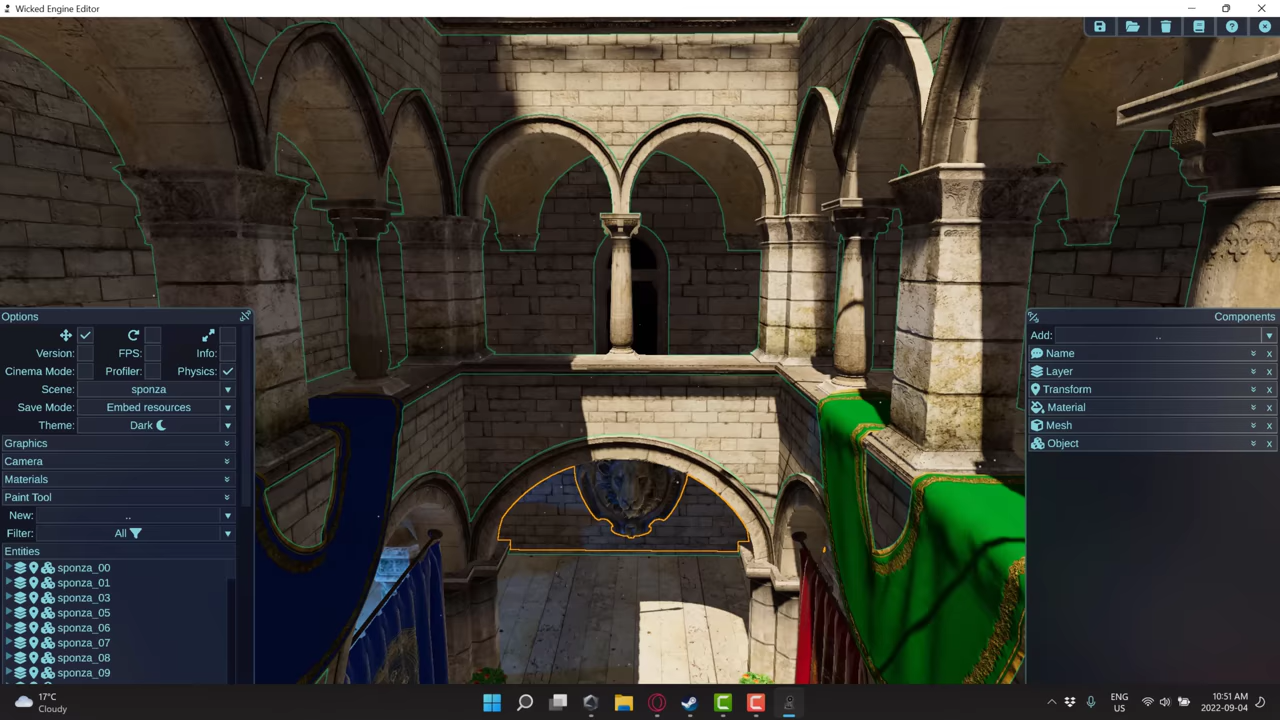 Wicked Engine Editor
Options
Version:
FPS:
Info:
Cinema Mode:
Profiler:
Physics:
Scene:
sponza
Save Mode:
Embed resources
Theme:
Dark
Graphics
Camera
Materials
Paint Tool
New:
..
Filter:
All
Entities
sponza_00
sponza_01
sponza_03
sponza_05
sponza_06
sponza_07
sponza_08
sponza_09
Components
Add:
..
Name
x
Layer
x
Transform
x
Material
x
Mesh
x
Object
x
17°C
Cloudy
ENG
US
10:51 AM
2022-09-04